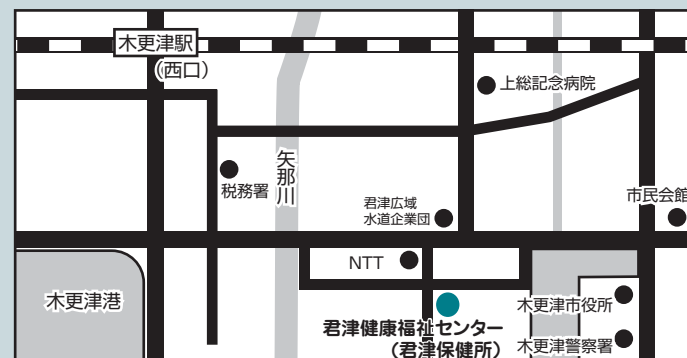 木更津駅
(西口)
上総記念病院
矢那川
税務署
市民会館
君津広域
水道企業団
NTT
木更津港
木更津市役所
君津健康福祉センター
(君津保健所)
木更津警察署